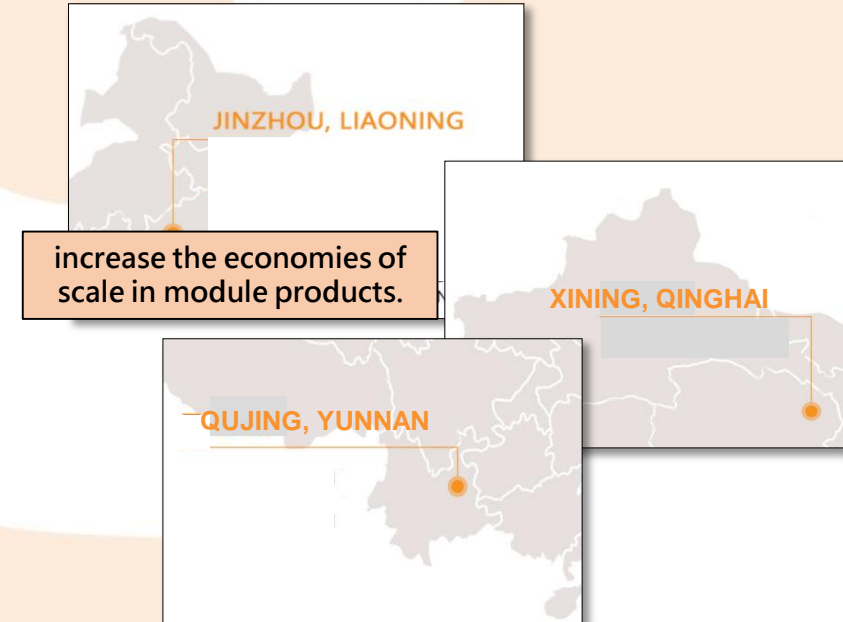 JINZHOU, LIAONING
increase the economies of
scale in module products.
XINING, QINGHAI
QUJING, YUNNAN